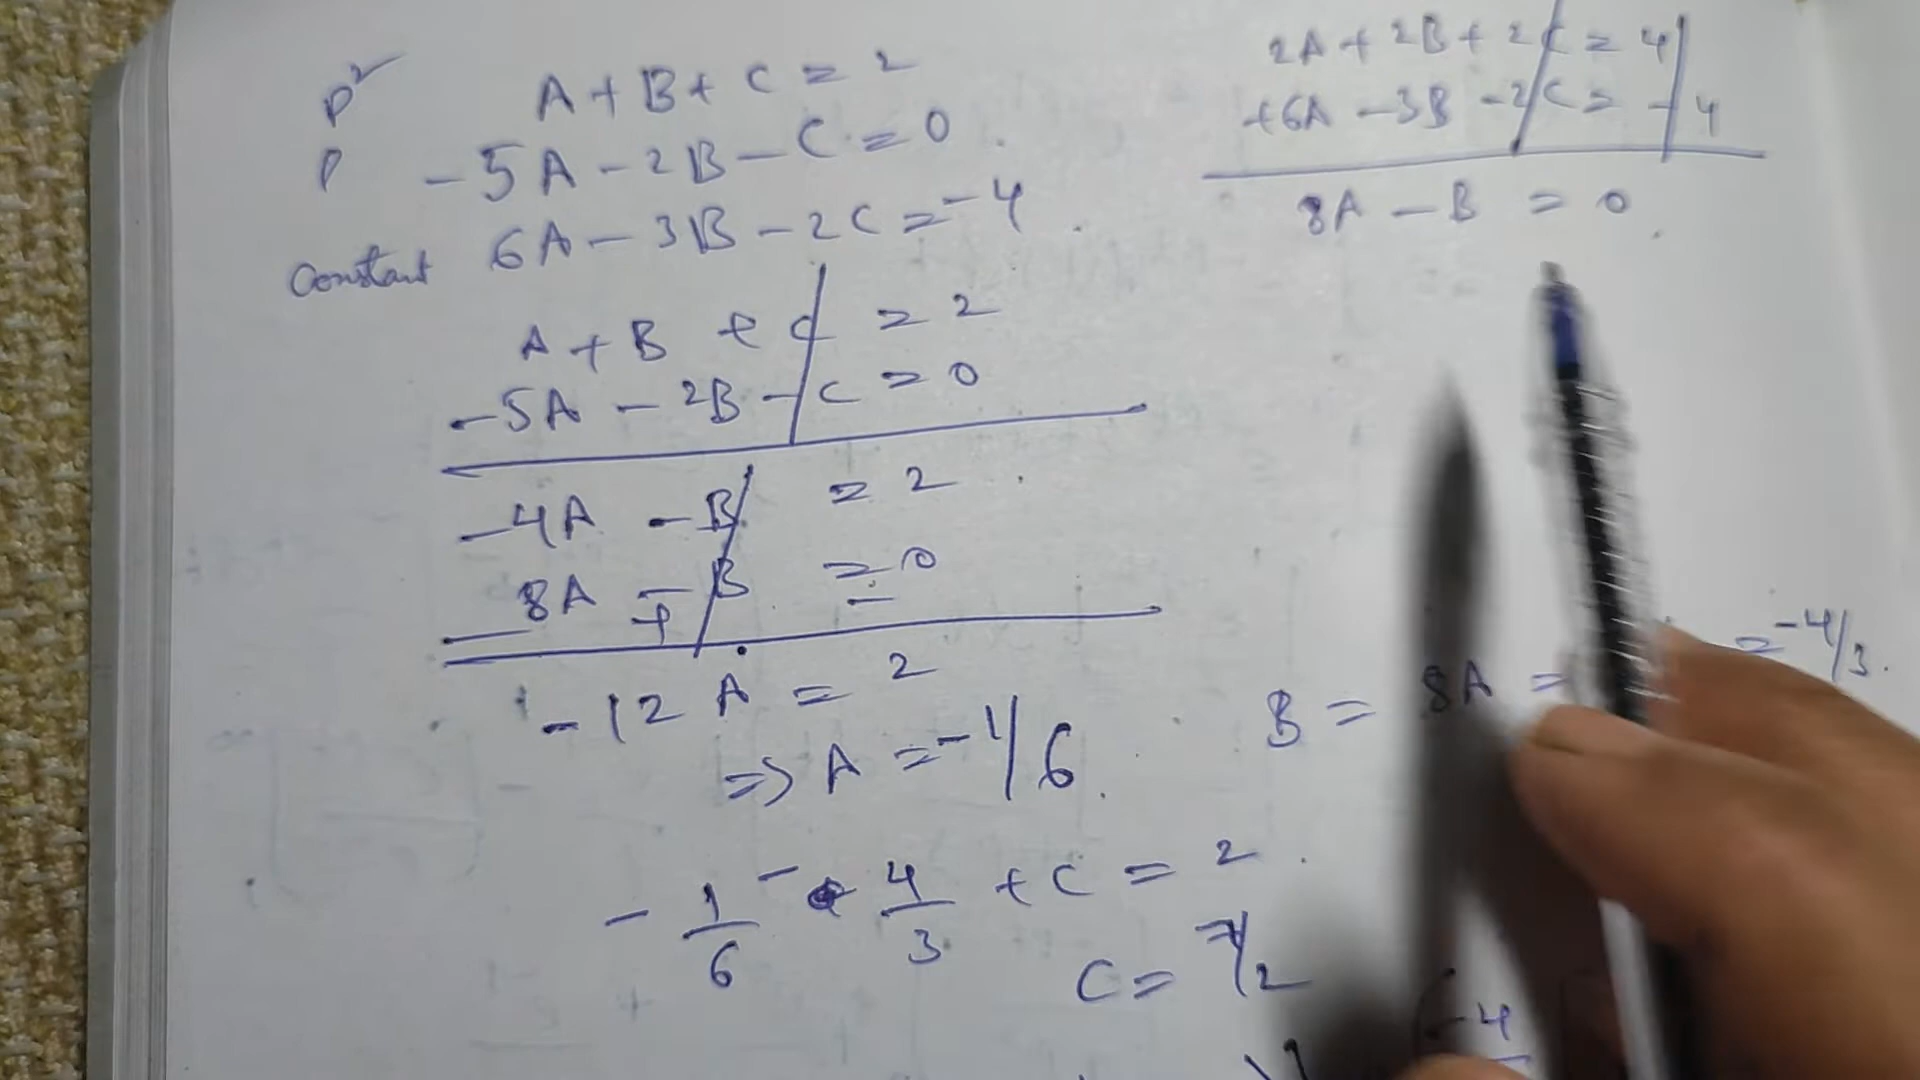 p² A + B + C = 2
p - 5A - 2B - C = 0
Constant 6A - 3B - 2C = -4
A + B + C = 2
- 5A - 2B - C = 0
- 4A - B = 2
8A - B = 0
- + -
- 12 A = 2
=> A = -1/6
- 1/6 - 4/3 + C = 2
C = 7/2
2A + 2B + 2C = 4
+6A - 3B - 2C = -4
8A - B = 0
B = 8A = = -4/3
-4